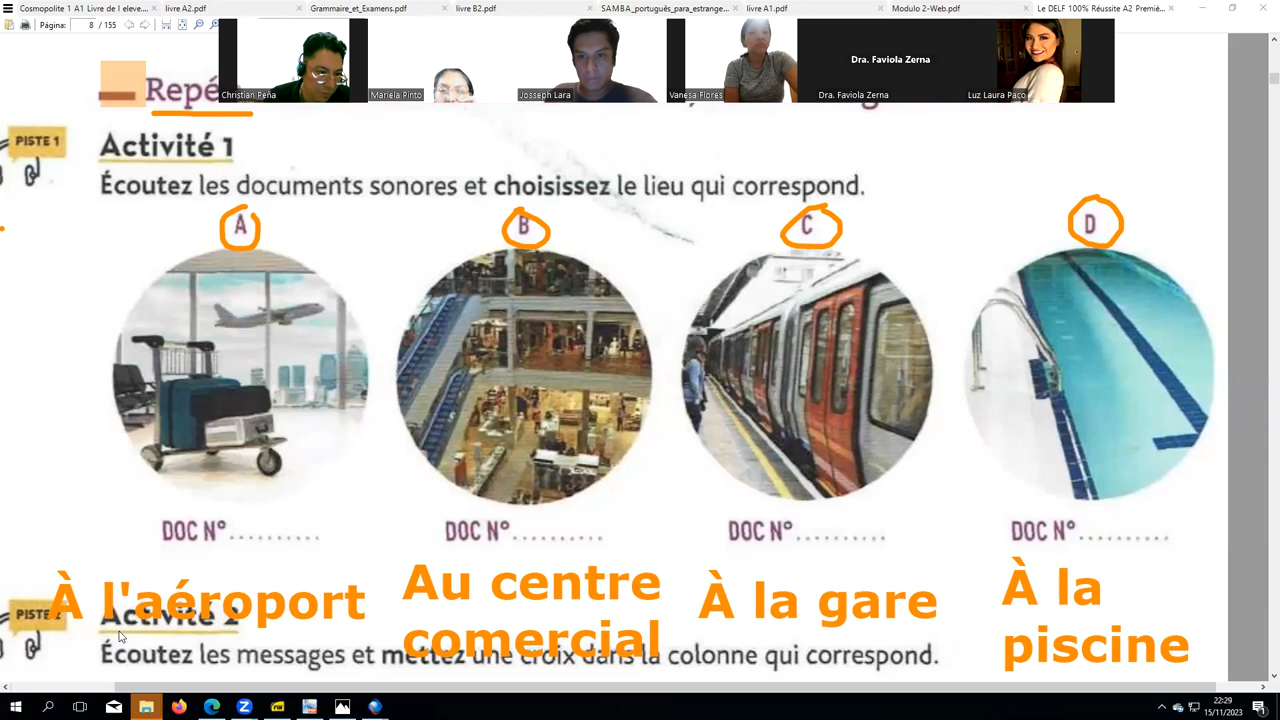 Cosmopolite 1 A1 Livre de l eleve...
livre A2.pdf
Grammaire_et_Examens.pdf
livre B2.pdf
SAMBA_portugués_para_estrange...
livre A1.pdf
Modulo 2-Web.pdf
Le DELF 100% Réussite A2 Premiè...
Página: 8 / 155
Christian Peña
Mariela Pinto
Josseph Lara
Vanesa Flores
Dra. Faviola Zerna
Dra. Faviola Zerna
Luz Laura Paco
Repé
PISTE 1
Activité 1
Écoutez les documents sonores et choisissez le lieu qui correspond.
A
B
C
D
DOC N°..........
DOC N°..........
DOC N°..........
DOC N°..........
À l'aéroport
Au centre
comercial
À la gare
À la
piscine
PISTE 2
Activité 2
Écoutez les messages et mettez une croix dans la colonne qui correspond.
22:29
15/11/2023